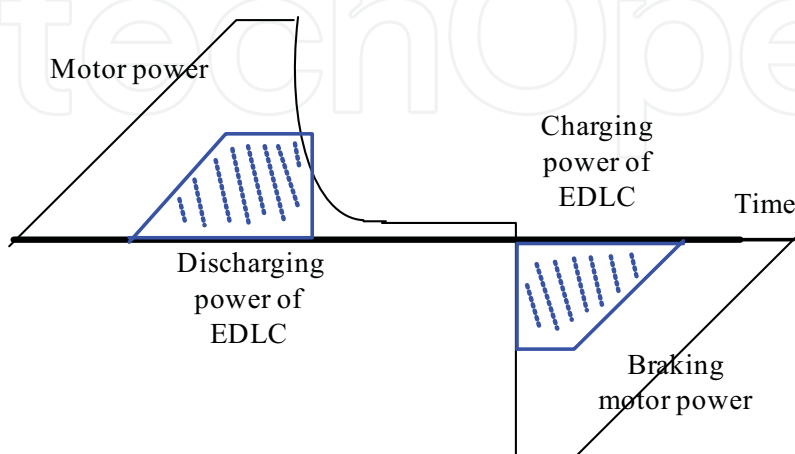 Motor power
Charging
power of
EDLC
Time
Discharging
power of
EDLC
Braking
motor power